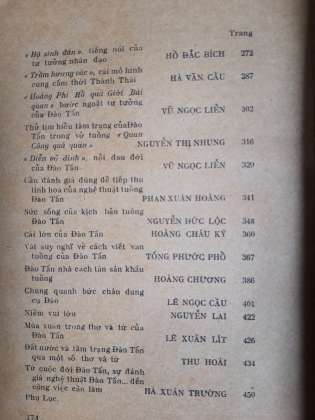 Trang
« Hộ sinh đàn », tiếng nói của
tư tưởng nhân đạo HỒ ĐẮC BÍCH 272
« Trầm hương các », cái mô hình
cung cấm thời Thành Thái HÀ VĂN CẦU 287
« Hoàng Phi Hổ quá Giới Bài
quan » bước ngoặt tư tưởng
của Đào Tấn VŨ NGỌC LIỄN 302
Thử tìm hiểu tâm trạng của Đào
Tấn trong vở tuồng « Quan
Công quá quan » NGUYỄN THỊ NHUNG 316
« Diễn võ đình », nỗi đau đời
của Đào Tấn VŨ NGỌC LIỄN 329
Cần đánh giá đúng để tiếp thu
tinh hoa của nghệ thuật tuồng
Đào Tấn PHAN XUÂN HOÀNG 341
Sức sống của kịch bản tuồng
Đào Tấn NGUYỄN ĐỨC LỘC 348
Cái lớn của Đào Tấn HOÀNG CHÂU KÝ 360
Vài suy nghĩ về cách viết văn
tuồng của Đào Tấn TỐNG PHƯỚC PHỔ 367
Đào Tấn nhà cách tân sân khấu
tuồng HOÀNG CHƯƠNG 386
Chung quanh bức chân dung
cụ Đào LÊ NGỌC CẦU 401
Niềm vui lớn NGUYỄN LAI 422
Mùa xuân trong thơ và từ của
Đào Tấn LÊ XUÂN LÍT 426
Đất nước và tâm trạng Đào Tấn
qua một số thơ và từ THU HOÀI 434
Từ cuộc đời Đào Tấn, sự đánh
giá nghệ thuật Đào Tấn... đến
công việc cần làm HÀ XUÂN TRƯỜNG 450
Phụ Lục.
474